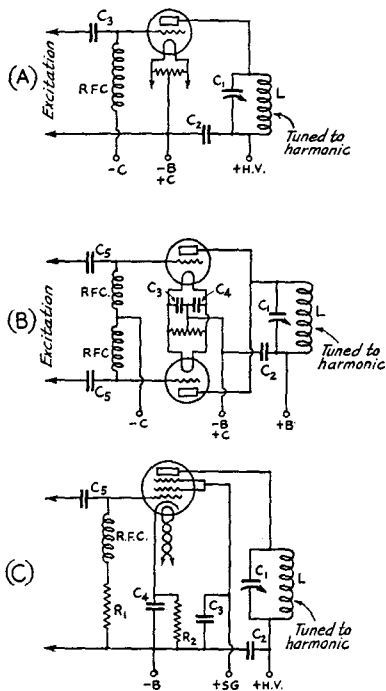 (A)
C3
Excitation
RFC
C1
L
C2
Tuned to
harmonic
-C
-B
+C
+H.V.
(B)
C5
Excitation
RFC.
C3
C4
C1
L
RFC
C2
Tuned to
harmonic
C5
-C
-B
+C
+B
(C)
C5
R.F.C.
C1
L
C4
C3
R1
R2
C2
Tuned to
harmonic
-B
+SG
+H.V.